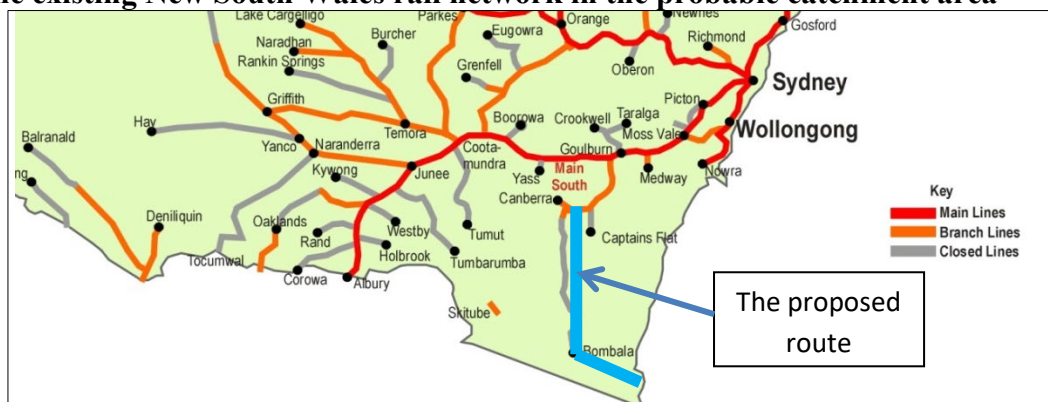 e existing New South Wales rail network in the probable catchment area
Lake Cargelligo
Parkes
Orange
Newnes
Gosford
Naradhan
Burcher
Eugowra
Richmond
Rankin Springs
Grenfell
Oberon
Sydney
Griffith
Picton
Hay
Temora
Boorowa
Crookwell
Taralga
Balranald
Moss Vale
Wollongong
Yanco
Naranderra
Coota-
mundra
Goulburn
ng
Kywong
Junee
Yass
Main
South
Medway
Nowra
Key
Canberra
Main Lines
Deniliquin
Oaklands
Westby
Branch Lines
Rand
Tumut
Captains Flat
Closed Lines
Holbrook
Tocumwal
Tumbarumba
Corowa
Albury
The proposed
route
Skitube
Bombala